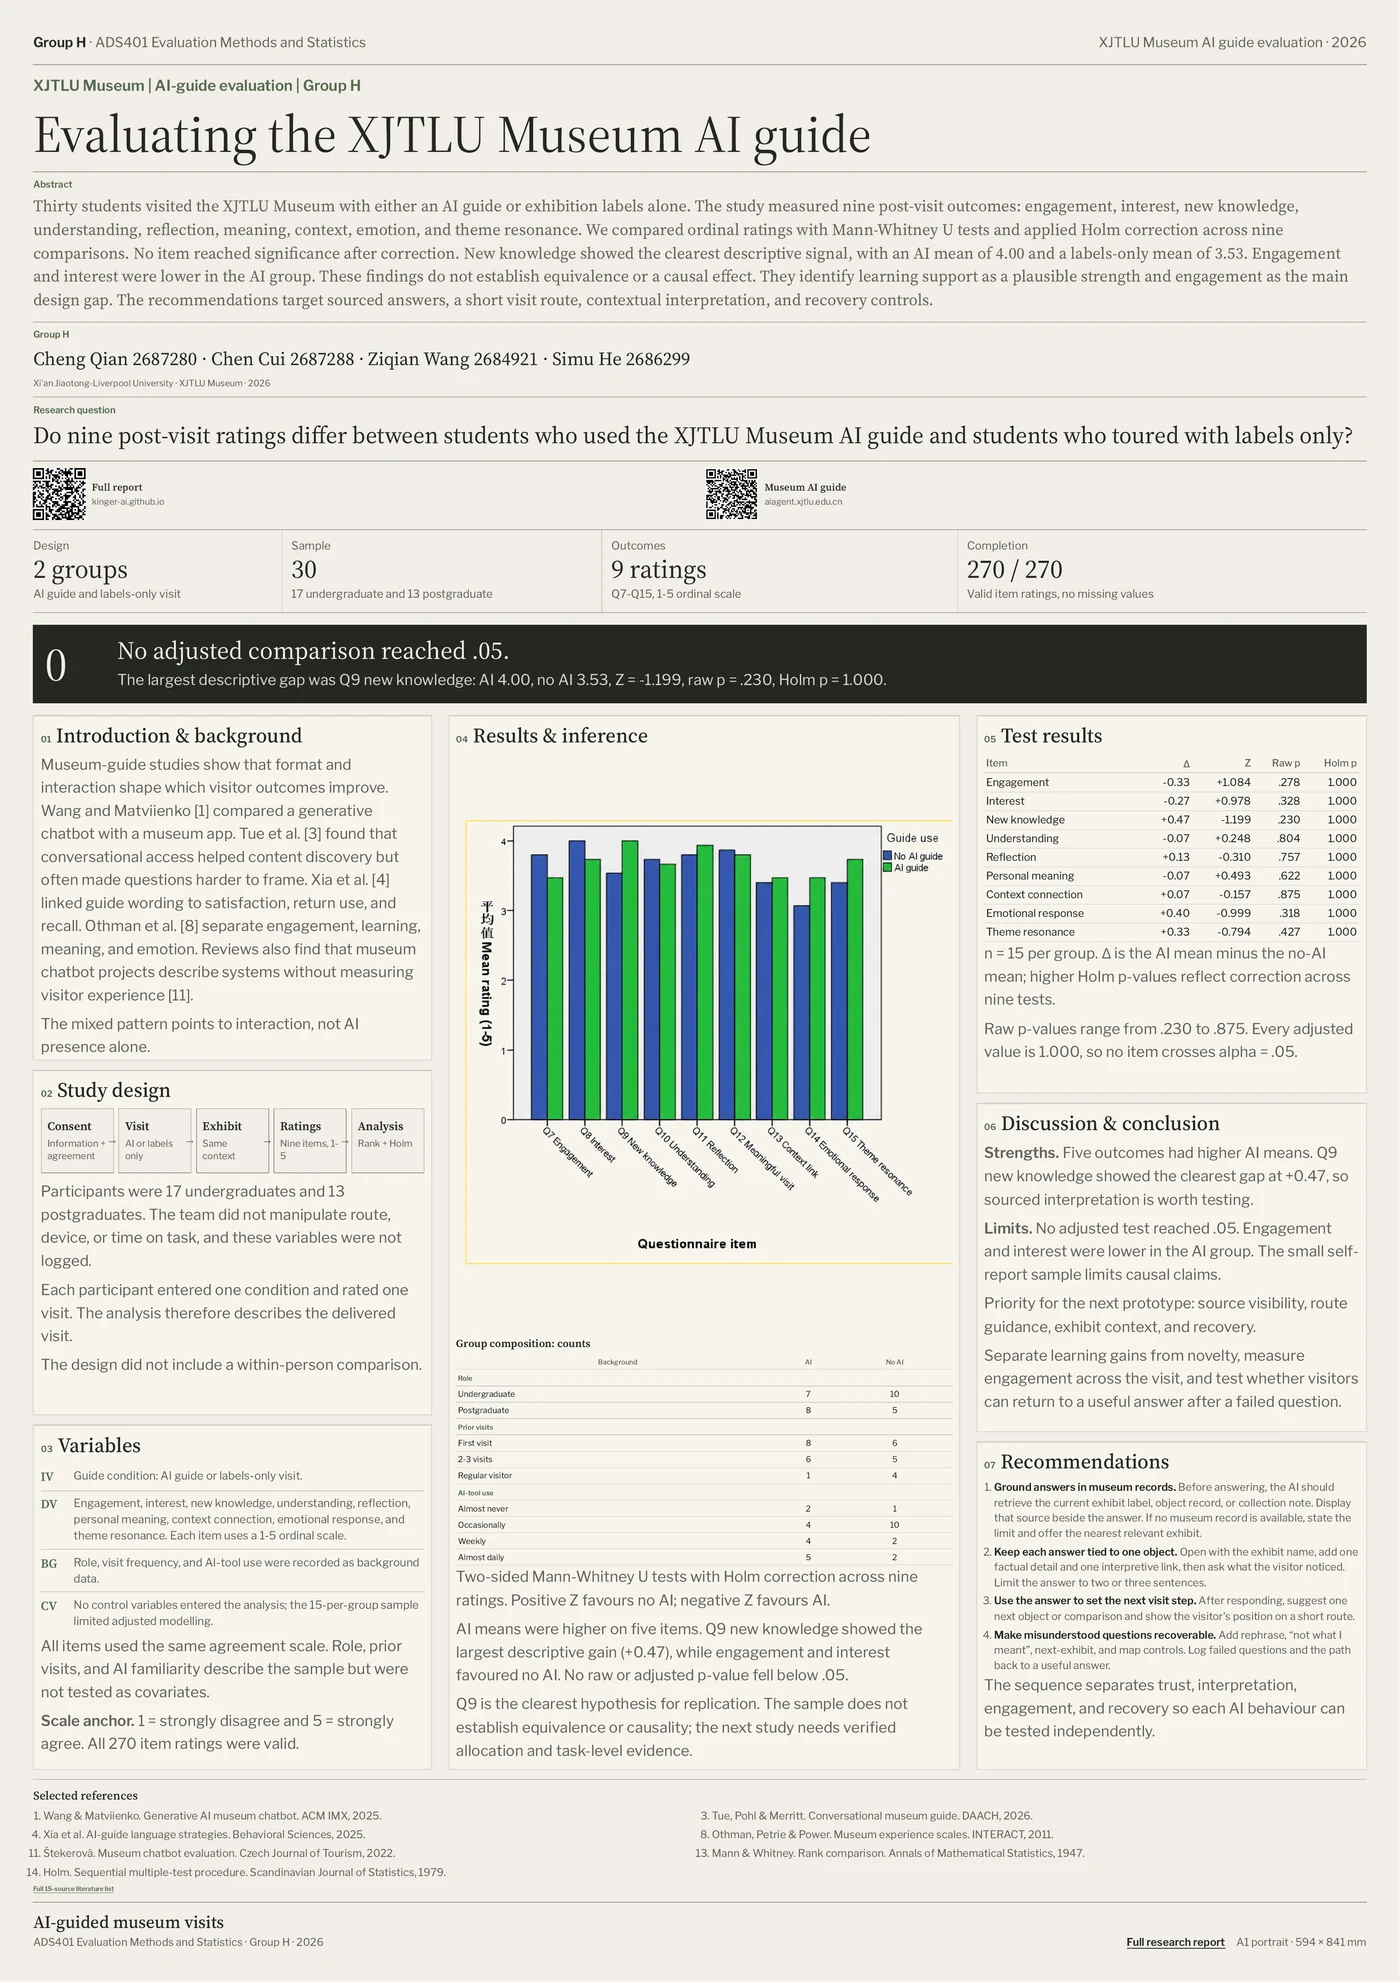 Group H · ADS401 Evaluation Methods and Statistics
XJTLU Museum AI guide evaluation · 2026
XJTLU Museum | AI-guide evaluation | Group H
Evaluating the XJTLU Museum AI guide
Abstract
Thirty students visited the XJTLU Museum with either an AI guide or exhibition labels alone. The study measured nine post-visit outcomes: engagement, interest, new knowledge,
understanding, reflection, meaning, context, emotion, and theme resonance. We compared ordinal ratings with Mann-Whitney U tests and applied Holm correction across nine
comparisons. No item reached significance after correction. New knowledge showed the clearest descriptive signal, with an AI mean of 4.00 and a labels-only mean of 3.53. Engagement
and interest were lower in the AI group. These findings do not establish equivalence or a causal effect. They identify learning support as a plausible strength and engagement as the main
design gap. The recommendations target sourced answers, a short visit route, contextual interpretation, and recovery controls.
Group H
Cheng Qian 2687280 · Chen Cui 2687288 · Ziqian Wang 2684921 · Simu He 2686299
Xi'an Jiaotong-Liverpool University · XJTLU Museum · 2026
Research question
Do nine post-visit ratings differ between students who used the XJTLU Museum AI guide and students who toured with labels only?
Full report
kinger-ai.github.io
Museum AI guide
aiagent.xjtlu.edu.cn
Design
2 groups
AI guide and labels-only visit
Sample
30
17 undergraduate and 13 postgraduate
Outcomes
9 ratings
Q7-Q15, 1-5 ordinal scale
Completion
270 / 270
Valid item ratings, no missing values
0
No adjusted comparison reached .05.
The largest descriptive gap was Q9 new knowledge: AI 4.00, no AI 3.53, Z = -1.199, raw p = .230, Holm p = 1.000.
01 Introduction & background
Museum-guide studies show that format and
interaction shape which visitor outcomes improve.
Wang and Matviienko [1] compared a generative
chatbot with a museum app. Tue et al. [3] found that
conversational access helped content discovery but
often made questions harder to frame. Xia et al. [4]
linked guide wording to satisfaction, return use, and
recall. Othman et al. [8] separate engagement, learning,
meaning, and emotion. Reviews also find that museum
chatbot projects describe systems without measuring
visitor experience [11].
The mixed pattern points to interaction, not AI
presence alone.
02 Study design
Consent
Information +
agreement
→
Visit
AI or labels
only
→
Exhibit
Same
context
→
Ratings
Nine items, 1-
5
→
Analysis
Rank + Holm
Participants were 17 undergraduates and 13
postgraduates. The team did not manipulate route,
device, or time on task, and these variables were not
logged.
Each participant entered one condition and rated one
visit. The analysis therefore describes the delivered
visit.
The design did not include a within-person comparison.
03 Variables
IV Guide condition: AI guide or labels-only visit.
DV Engagement, interest, new knowledge, understanding, reflection,
personal meaning, context connection, emotional response, and
theme resonance. Each item uses a 1-5 ordinal scale.
BG Role, visit frequency, and AI-tool use were recorded as background
data.
CV No control variables entered the analysis; the 15-per-group sample
limited adjusted modelling.
All items used the same agreement scale. Role, prior
visits, and AI familiarity describe the sample but were
not tested as covariates.
Scale anchor. 1 = strongly disagree and 5 = strongly
agree. All 270 item ratings were valid.
04 Results & inference
平均值 Mean rating (1-5)
4
3
2
1
0
Guide use
No AI guide
AI guide
Q7 Engagement
Q8 Interest
Q9 New knowledge
Q10 Understanding
Q11 Reflection
Q12 Meaningful visit
Q13 Context link
Q14 Emotional response
Q15 Theme resonance
Questionnaire item
Group composition: counts
Background AI No AI
Role
Undergraduate 7 10
Postgraduate 8 5
Prior visits
First visit 8 6
2-3 visits 6 5
Regular visitor 1 4
AI-tool use
Almost never 2 1
Occasionally 4 10
Weekly 4 2
Almost daily 5 2
Two-sided Mann-Whitney U tests with Holm correction across nine
ratings. Positive Z favours no AI; negative Z favours AI.
AI means were higher on five items. Q9 new knowledge showed the
largest descriptive gain (+0.47), while engagement and interest
favoured no AI. No raw or adjusted p-value fell below .05.
Q9 is the clearest hypothesis for replication. The sample does not
establish equivalence or causality; the next study needs verified
allocation and task-level evidence.
05 Test results
Item Δ Z Raw p Holm p
Engagement -0.33 +1.084 .278 1.000
Interest -0.27 +0.978 .328 1.000
New knowledge +0.47 -1.199 .230 1.000
Understanding -0.07 +0.248 .804 1.000
Reflection +0.13 -0.310 .757 1.000
Personal meaning -0.07 +0.493 .622 1.000
Context connection +0.07 -0.157 .875 1.000
Emotional response +0.40 -0.999 .318 1.000
Theme resonance +0.33 -0.794 .427 1.000
n = 15 per group. Δ is the AI mean minus the no-AI
mean; higher Holm p-values reflect correction across
nine tests.
Raw p-values range from .230 to .875. Every adjusted
value is 1.000, so no item crosses alpha = .05.
06 Discussion & conclusion
Strengths. Five outcomes had higher AI means. Q9
new knowledge showed the clearest gap at +0.47, so
sourced interpretation is worth testing.
Limits. No adjusted test reached .05. Engagement
and interest were lower in the AI group. The small self-
report sample limits causal claims.
Priority for the next prototype: source visibility, route
guidance, exhibit context, and recovery.
Separate learning gains from novelty, measure
engagement across the visit, and test whether visitors
can return to a useful answer after a failed question.
07 Recommendations
1. Ground answers in museum records. Before answering, the AI should
retrieve the current exhibit label, object record, or collection note. Display
that source beside the answer. If no museum record is available, state the
limit and offer the nearest relevant exhibit.
2. Keep each answer tied to one object. Open with the exhibit name, add one
factual detail and one interpretive link, then ask what the visitor noticed.
Limit the answer to two or three sentences.
3. Use the answer to set the next visit step. After responding, suggest one
next object or comparison and show the visitor's position on a short route.
4. Make misunderstood questions recoverable. Add rephrase, “not what I
meant”, next-exhibit, and map controls. Log failed questions and the path
back to a useful answer.
The sequence separates trust, interpretation,
engagement, and recovery so each AI behaviour can
be tested independently.
Selected references
1. Wang & Matviienko. Generative AI museum chatbot. ACM IMX, 2025.
3. Tue, Pohl & Merritt. Conversational museum guide. DAACH, 2026.
4. Xia et al. AI-guide language strategies. Behavioral Sciences, 2025.
8. Othman, Petrie & Power. Museum experience scales. INTERACT, 2011.
11. Štekerová. Museum chatbot evaluation. Czech Journal of Tourism, 2022.
13. Mann & Whitney. Rank comparison. Annals of Mathematical Statistics, 1947.
14. Holm. Sequential multiple-test procedure. Scandinavian Journal of Statistics, 1979.
Full 15-source literature list
AI-guided museum visits
ADS401 Evaluation Methods and Statistics · Group H · 2026
Full research report A1 portrait · 594 × 841 mm